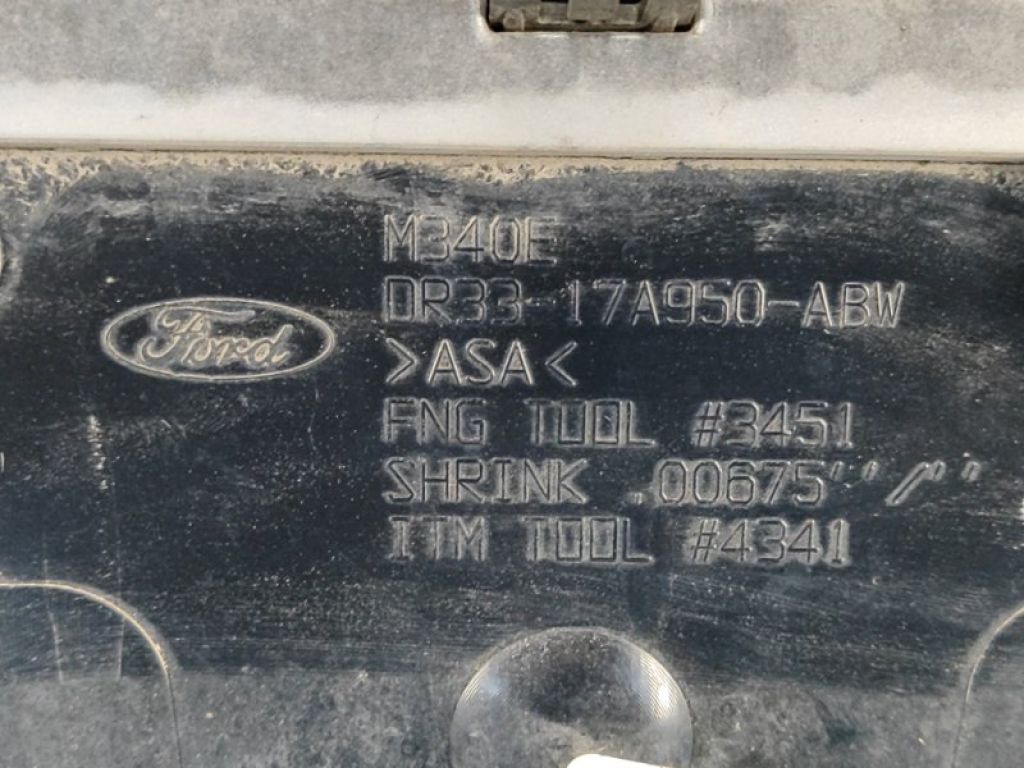 M340E
DR33-17A950-ABW
Ford
>ASA<
FNG TOOL #3451
SHRINK .00675''/''
ITM TOOL #4341